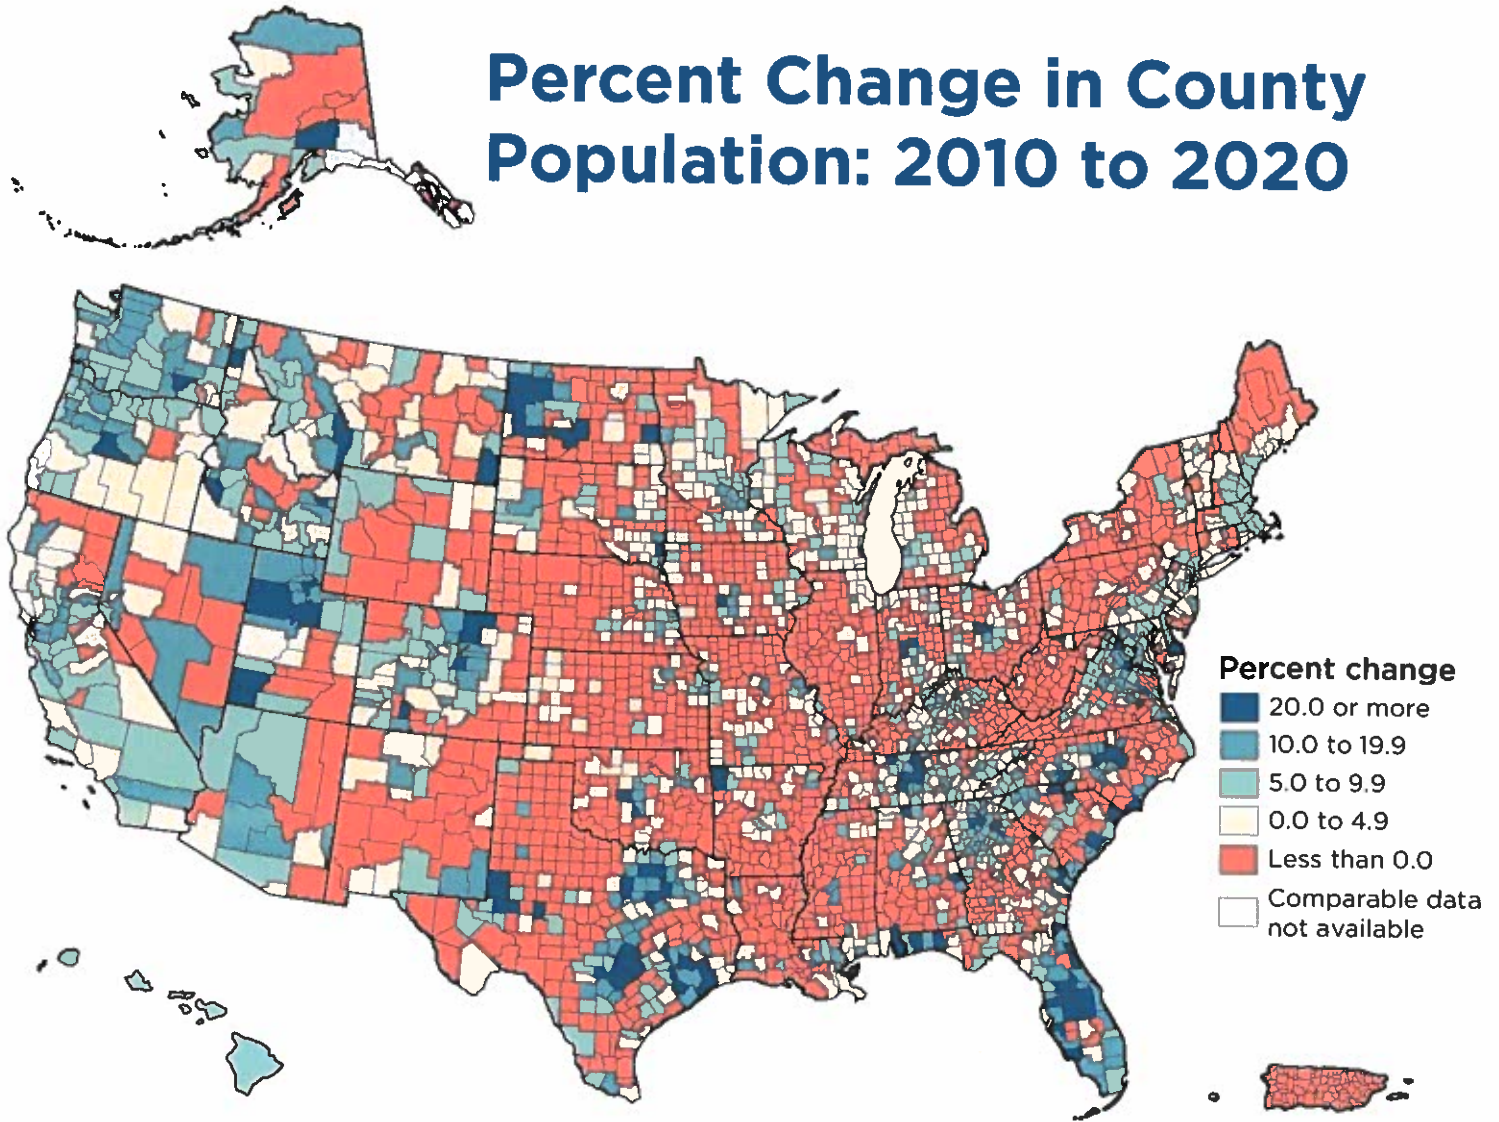 Percent Change in County
Population: 2010 to 2020
Percent change
20.0 or more
10.0 to 19.9
5.0 to 9.9
0.0 to 4.9
Less than 0.0
Comparable data
not available